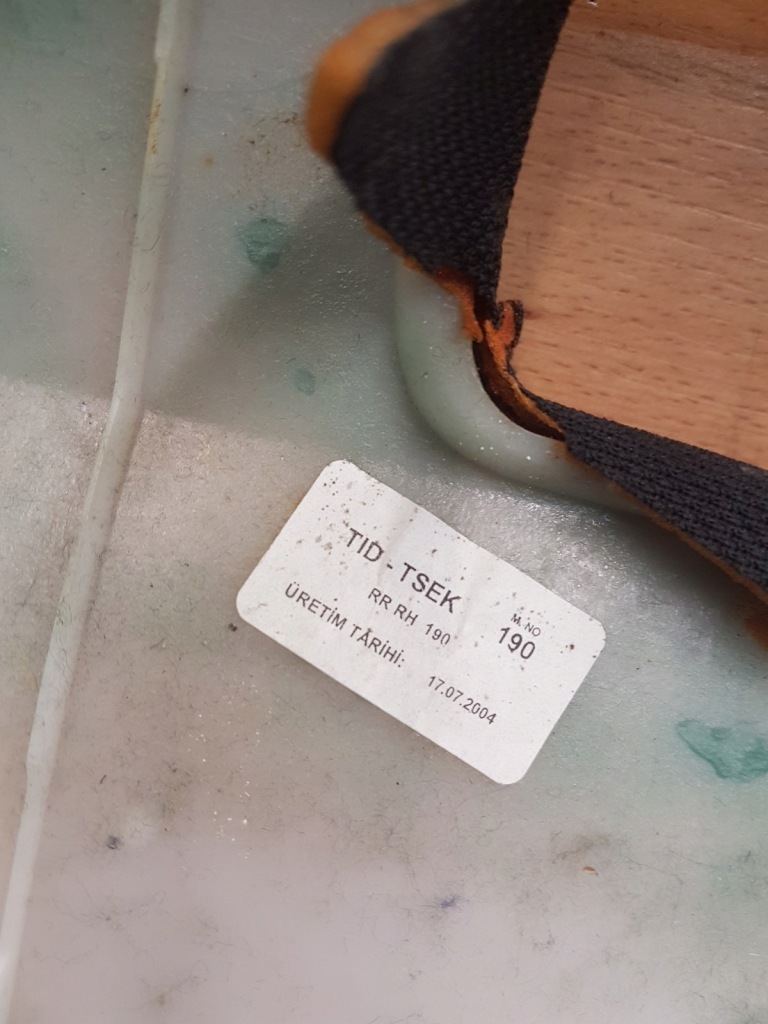 TID - TSEK
RR RH 190
M. NO
190
ÜRETİM TARİHİ:
17.07.2004